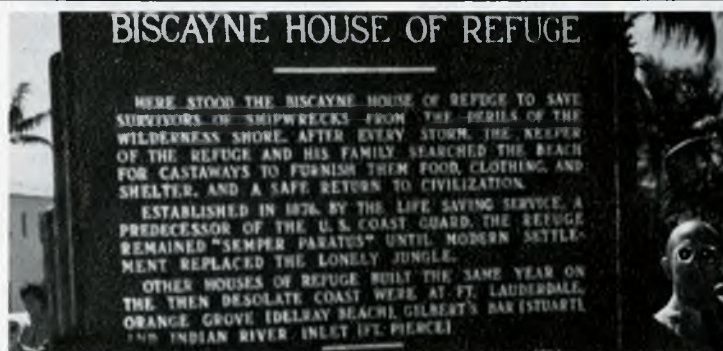 BISCAYNE HOUSE OF REFUGE
HERE STOOD THE BISCAYNE HOUSE OF REFUGE TO SAVE
SURVIVORS OF SHIPWRECKS FROM THE PERILS OF THE
WILDERNESS SHORE. AFTER EVERY STORM, THE KEEPER
OF THE REFUGE AND HIS FAMILY SEARCHED THE BEACH
FOR CASTAWAYS TO FURNISH THEM FOOD, CLOTHING, AND
SHELTER, AND A SAFE RETURN TO CIVILIZATION.
ESTABLISHED IN 1876, BY THE LIFE SAVING SERVICE, A
PREDECESSOR OF THE U. S. COAST GUARD, THE REFUGE
REMAINED "SEMPER PARATUS" UNTIL MODERN SETTLE-
MENT REPLACED THE LONELY JUNGLE.
OTHER HOUSES OF REFUGE BUILT THE SAME YEAR ON
THE THEN DESOLATE COAST WERE AT FT. LAUDERDALE,
ORANGE GROVE (DELRAY BEACH), GILBERT'S BAR (STUART),
AND INDIAN RIVER INLET (FT. PIERCE)